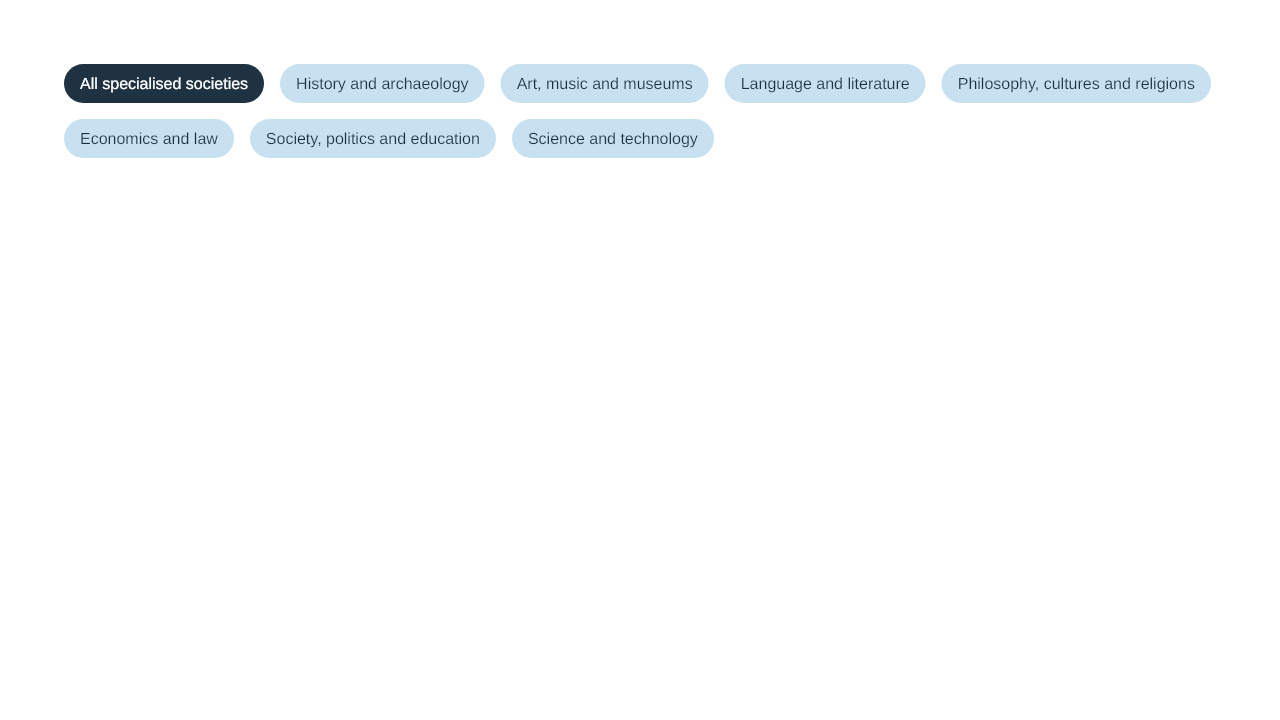 All specialised societies History and archaeology Art, music and museums Language and literature Philosophy, cultures and religions
Economics and law Society, politics and education Science and technology